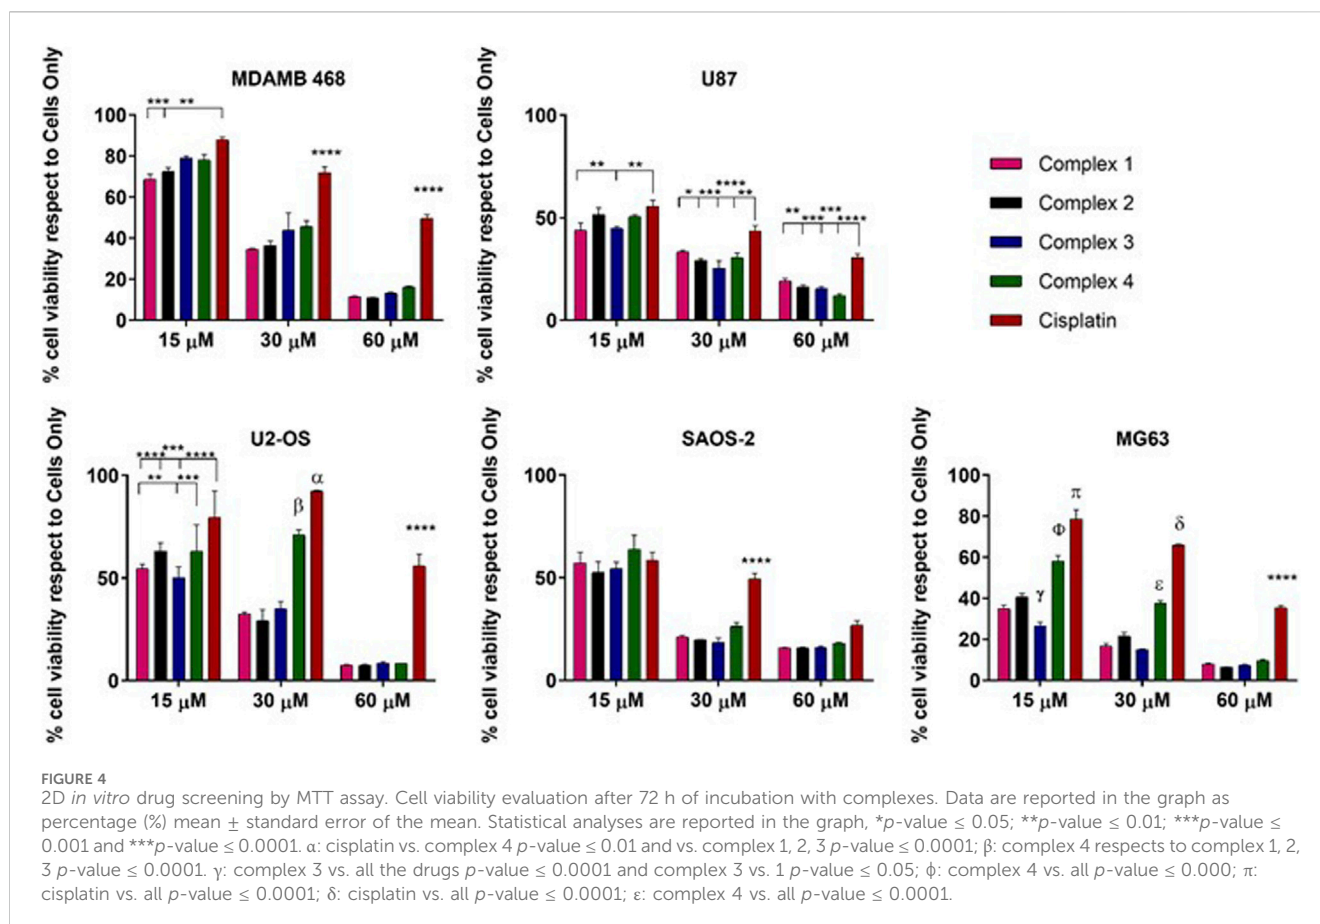 MDAMB 468
% cell viability respect to Cells Only
100
80
60
40
20
0
*** **
****
****
15 μM 30 μM 60 μM
U87
% cell viability respect to Cells Only
100
50
0
** **
* *** **** **
** *** *** ****
15 μM 30 μM 60 μM
Complex 1
Complex 2
Complex 3
Complex 4
Cisplatin
U2-OS
% cell viability respect to Cells Only
100
50
0
*** 
**** ****
** ***
β α
****
15 μM 30 μM 60 μM
SAOS-2
% cell viability respect to Cells Only
100
50
0
****
15 μM 30 μM 60 μM
MG63
% cell viability respect to Cells Only
100
80
60
40
20
0
γ Φ π
ε δ
****
15 μM 30 μM 60 μM
FIGURE 4
2D in vitro drug screening by MTT assay. Cell viability evaluation after 72 h of incubation with complexes. Data are reported in the graph as
percentage (%) mean ± standard error of the mean. Statistical analyses are reported in the graph, *p-value ≤ 0.05; **p-value ≤ 0.01; ***p-value ≤
0.001 and ***p-value ≤ 0.0001. α: cisplatin vs. complex 4 p-value ≤ 0.01 and vs. complex 1, 2, 3 p-value ≤ 0.0001; β: complex 4 respects to complex 1, 2,
3 p-value ≤ 0.0001. γ: complex 3 vs. all the drugs p-value ≤ 0.0001 and complex 3 vs. 1 p-value ≤ 0.05; ϕ: complex 4 vs. all p-value ≤ 0.000; π:
cisplatin vs. all p-value ≤ 0.0001; δ: cisplatin vs. all p-value ≤ 0.0001; ε: complex 4 vs. all p-value ≤ 0.0001.